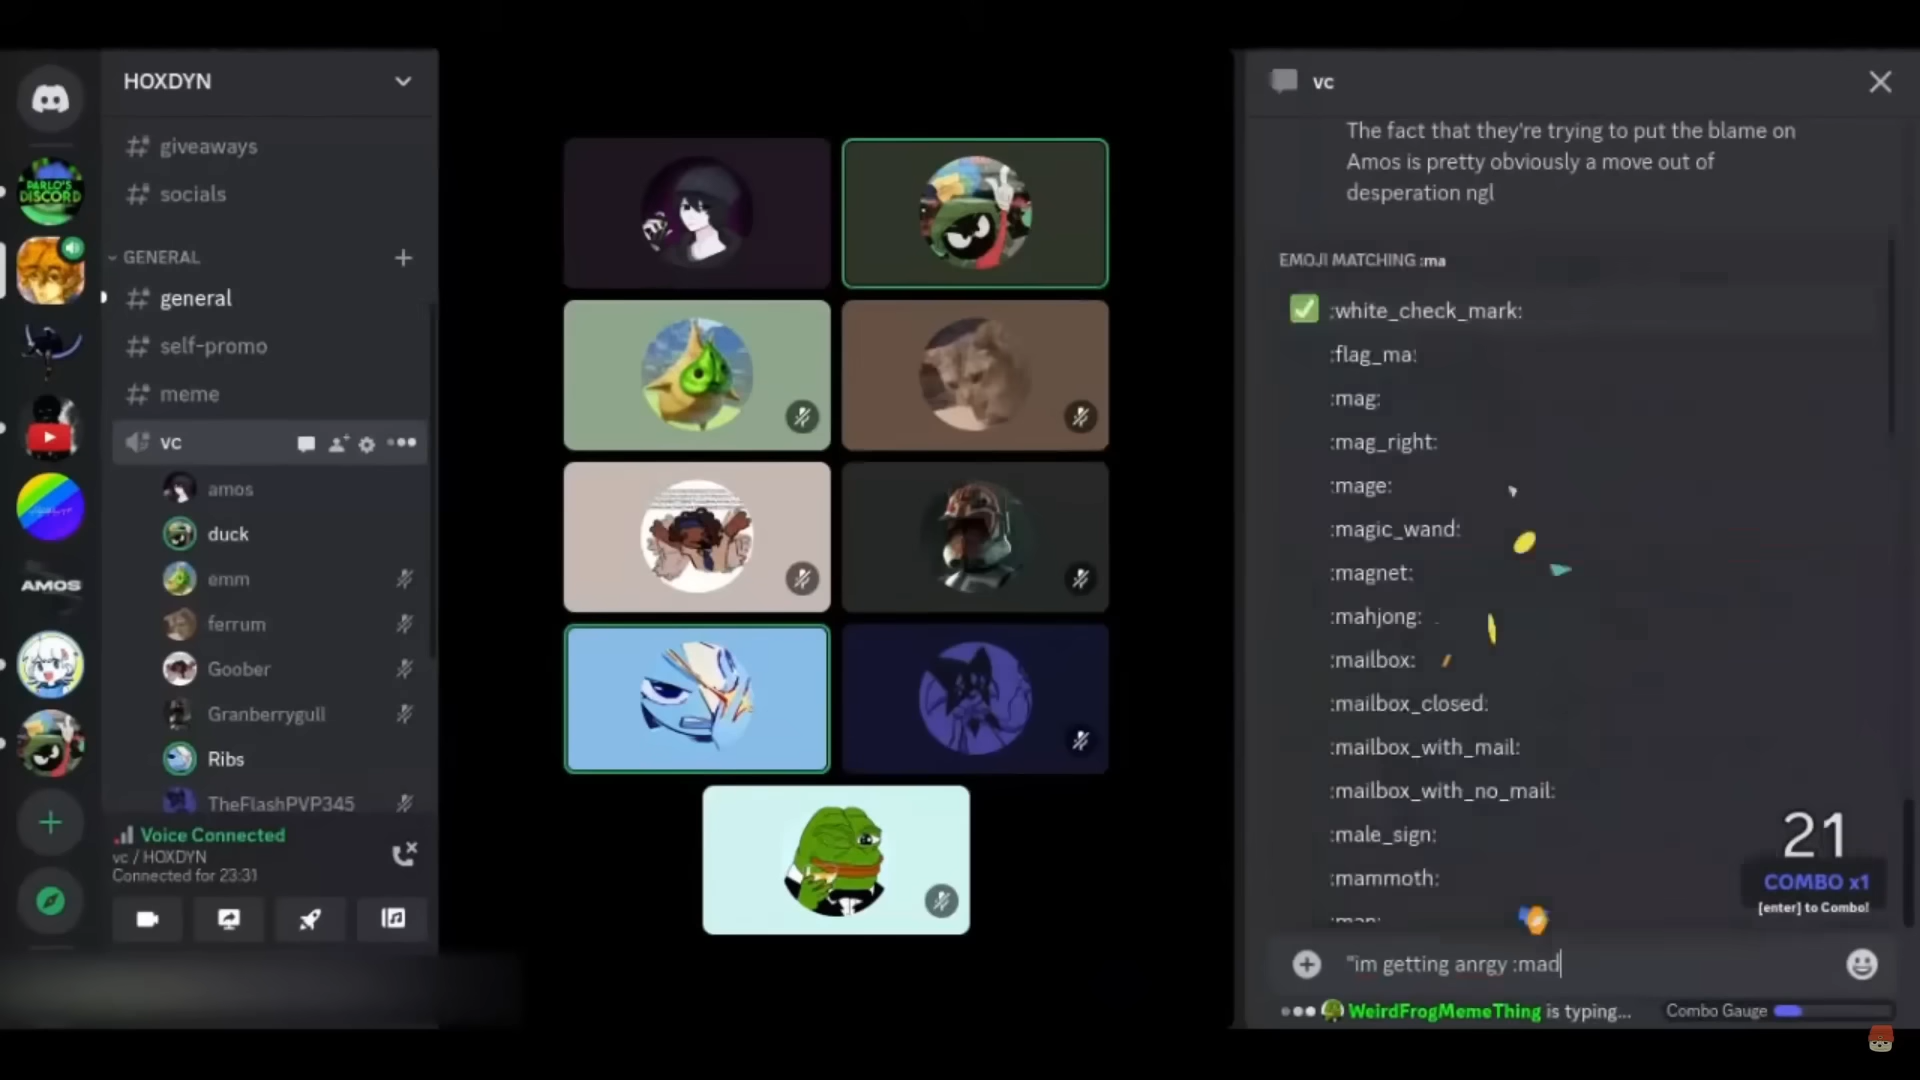 HOXDYN
giveaways
socials
GENERAL
general
self-promo
meme
vc
amos
duck
emm
ferrum
Goober
Granberrygull
Ribs
TheFlashPVP345
Voice Connected
vc / HOXDYN
Connected for 23:31
PARLO'S
DISCORD
AMOS
vc
The fact that they're trying to put the blame on
Amos is pretty obviously a move out of
desperation ngl
EMOJI MATCHING :ma
:white_check_mark:
:flag_ma:
:mag:
:mag_right:
:mage:
:magic_wand:
:magnet:
:mahjong:
:mailbox:
:mailbox_closed:
:mailbox_with_mail:
:mailbox_with_no_mail:
:male_sign:
:mammoth:
:man:
21
COMBO x1
[enter] to Combo!
"im getting anrgy :mad
WeirdFrogMemeThing is typing...
Combo Gauge